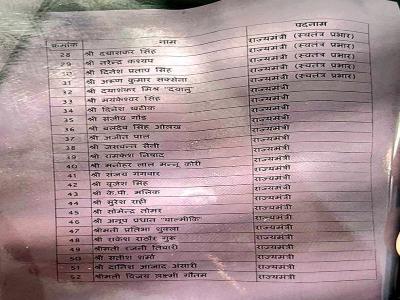 पदनाम
क्रमांक नाम
28 श्री दयाशंकर सिंह राज्यमंत्री (स्वतंत्र प्रभार)
29 श्री नरेन्द्र कश्यप राज्यमंत्री (स्वतंत्र प्रभार)
30 श्री दिनेश प्रताप सिंह राज्यमंत्री (स्वतंत्र प्रभार)
31 श्री अरूण कुमार सक्सेना राज्यमंत्री (स्वतंत्र प्रभार)
32 श्री दयाशंकर मिश्र "दयालु" राज्यमंत्री (स्वतंत्र प्रभार)
33 श्री मयंकेश्वर सिंह राज्यमंत्री
34 श्री दिनेश खटीक राज्यमंत्री
35 श्री संजीव गोंड राज्यमंत्री
36 श्री बलदेव सिंह ओलख राज्यमंत्री
37 श्री अजीत पाल राज्यमंत्री
38 श्री जसवन्त सैनी राज्यमंत्री
39 श्री रामकेश निषाद राज्यमंत्री
40 श्री मनोहर लाल मन्नू कोरी राज्यमंत्री
41 श्री संजय गंगवार राज्यमंत्री
42 श्री बृजेश सिंह राज्यमंत्री
43 श्री के.पी. मलिक राज्यमंत्री
44 श्री सुरेश राही राज्यमंत्री
45 श्री सोमेन्द्र तोमर राज्यमंत्री
46 श्री अनूप प्रधान "वाल्मीकि" राज्यमंत्री
47 श्रीमती प्रतिभा शुक्ला राज्यमंत्री
48 श्री राकेश राठौर गुरू राज्यमंत्री
49 श्रीमती रजनी तिवारी राज्यमंत्री
50 श्री सतीश शर्मा राज्यमंत्री
51 श्री दानिश आजाद अंसारी राज्यमंत्री
52 श्रीमती विजय लक्ष्मी गौतम राज्यमंत्री